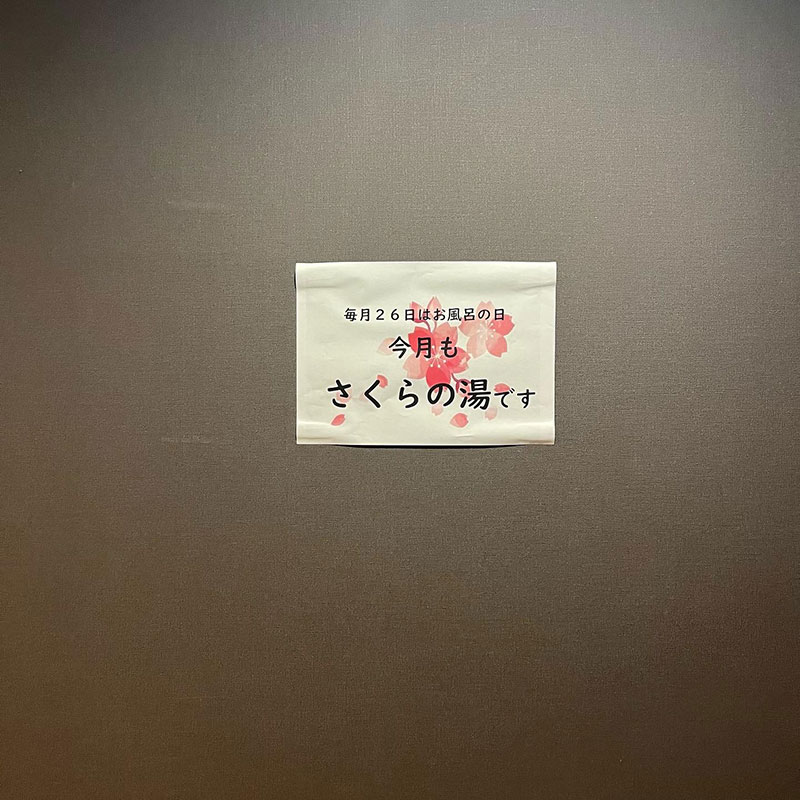 毎月２６日はお風呂の日
今月も
さくらの湯です